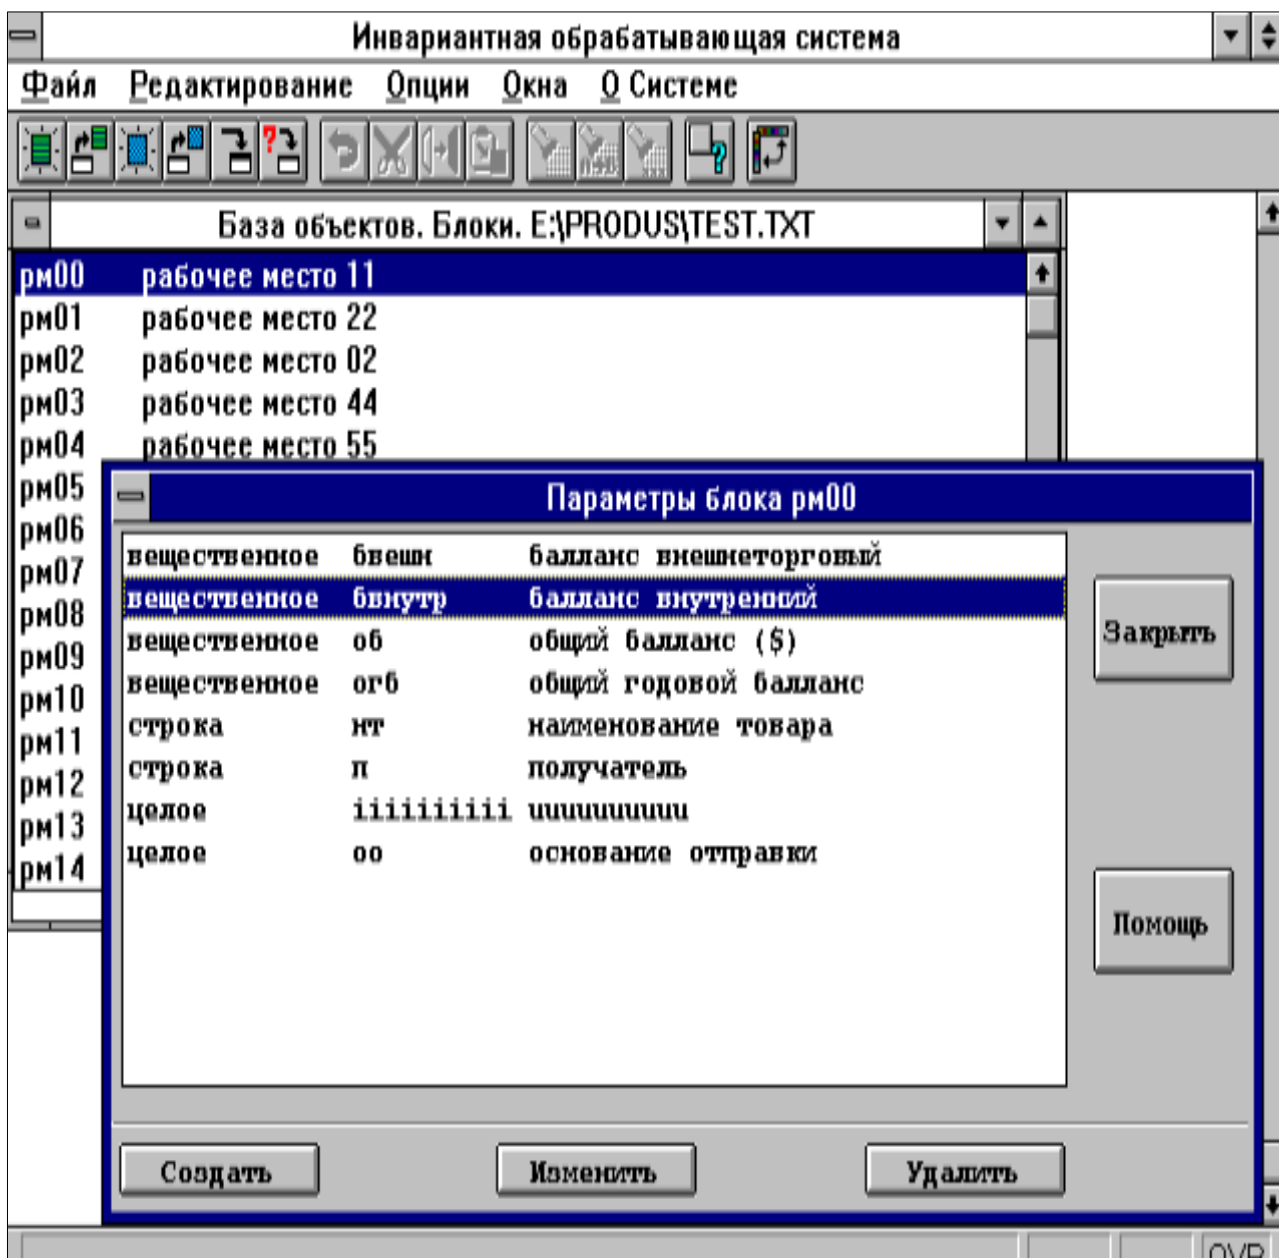 Инвариантная обрабатывающая система
Файл Редактирование Опции Окна О Системе
База объектов. Блоки. E:\PRODUS\TEST.TXT
рм00 рабочее место 11
рм01 рабочее место 22
рм02 рабочее место 02
рм03 рабочее место 44
рм04 рабочее место 55
рм05
рм06
рм07
рм08
рм09
рм10
рм11
рм12
рм13
рм14
Параметры блока рм00
вещественное бвешн балланс внешнеторговый
вещественное бвнутр балланс внутренний
вещественное об общий балланс ($)
вещественное огб общий годовой балланс
строка нт наименование товара
строка п получатель
целое iiiiiiiiii uuuuuuuuuu
целое оо основание отправки
Закрыть
Помощь
Создать Изменить Удалить
OVR